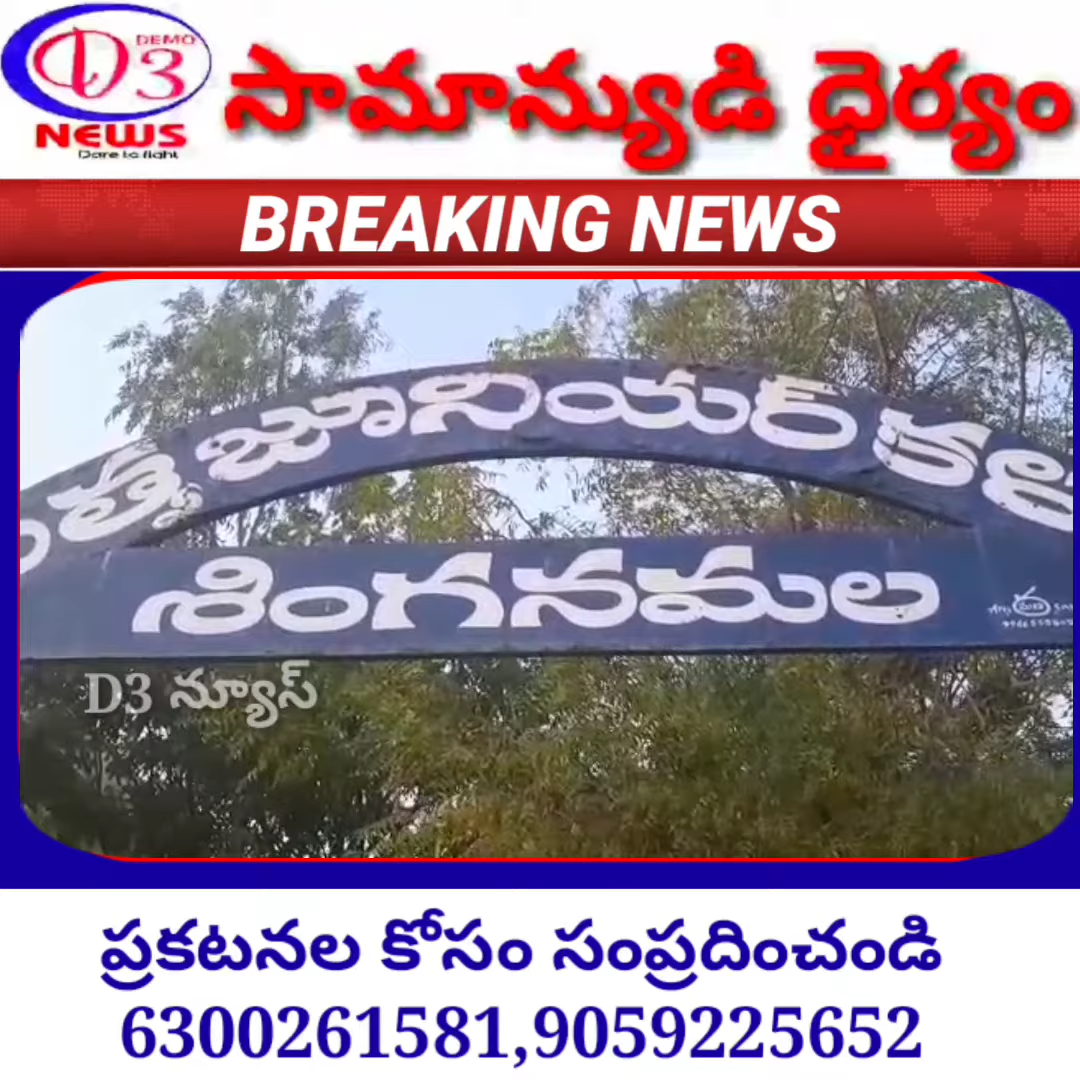 DEMO
D3
NEWS
Dare to fight
సామాన్యుడి ధైర్యం
BREAKING NEWS
జూనియర్
శింగనమల
D3 న్యూస్
ప్రకటనల కోసం సంప్రదించండి
6300261581,9059225652